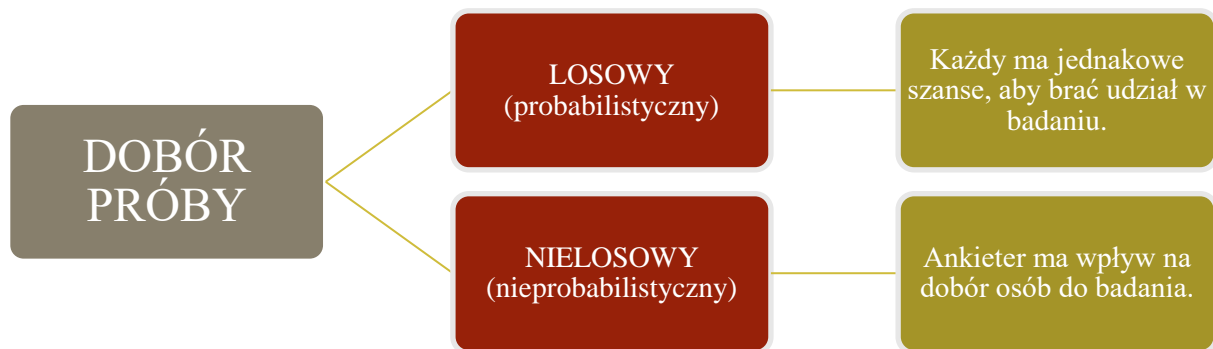 DOBÓR
PRÓBY
LOSOWY
(probabilistyczny)
Każdy ma jednakowe
szanse, aby brać udział w
badaniu.
NIELOSOWY
(nieprobabilistyczny)
Ankieter ma wpływ na
dobór osób do badania.